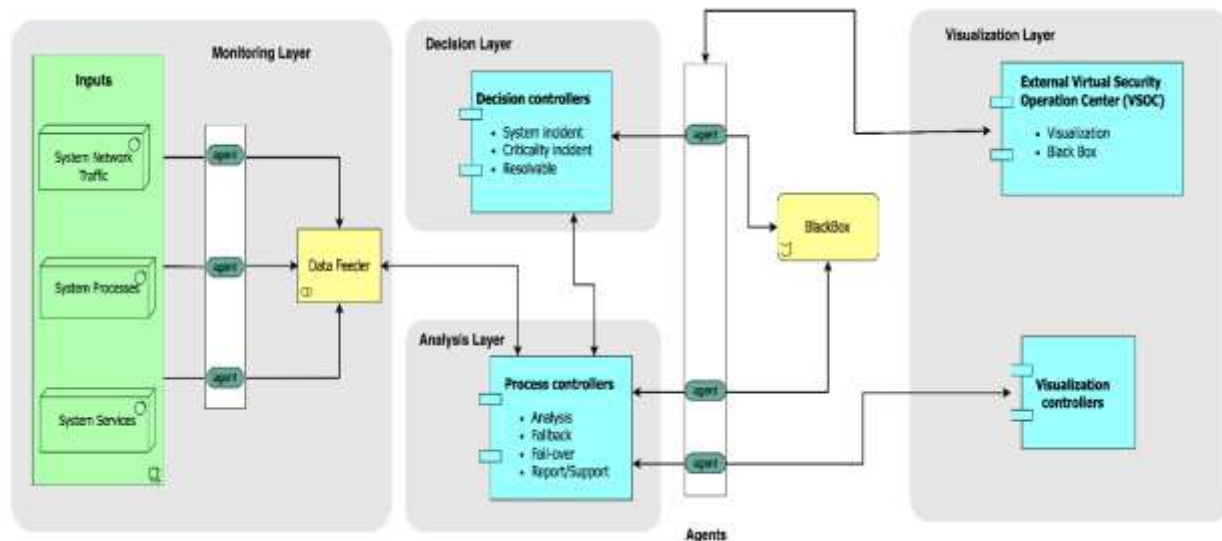 Monitoring Layer
Inputs
System Network
Traffic
System Processes
System Services
agent
agent
agent
Data Feeder
Decision Layer
Decision controllers
• System incident
• Criticality incident
• Resolvable
Analysis Layer
Process controllers
• Analysis
• Fallback
• Fail-over
• Report/Support
agent
agent
agent
Agents
BlackBox
Visualization Layer
External Virtual Security
Operation Center (VSOC)
• Visualization
• Black Box
Visualization
controllers